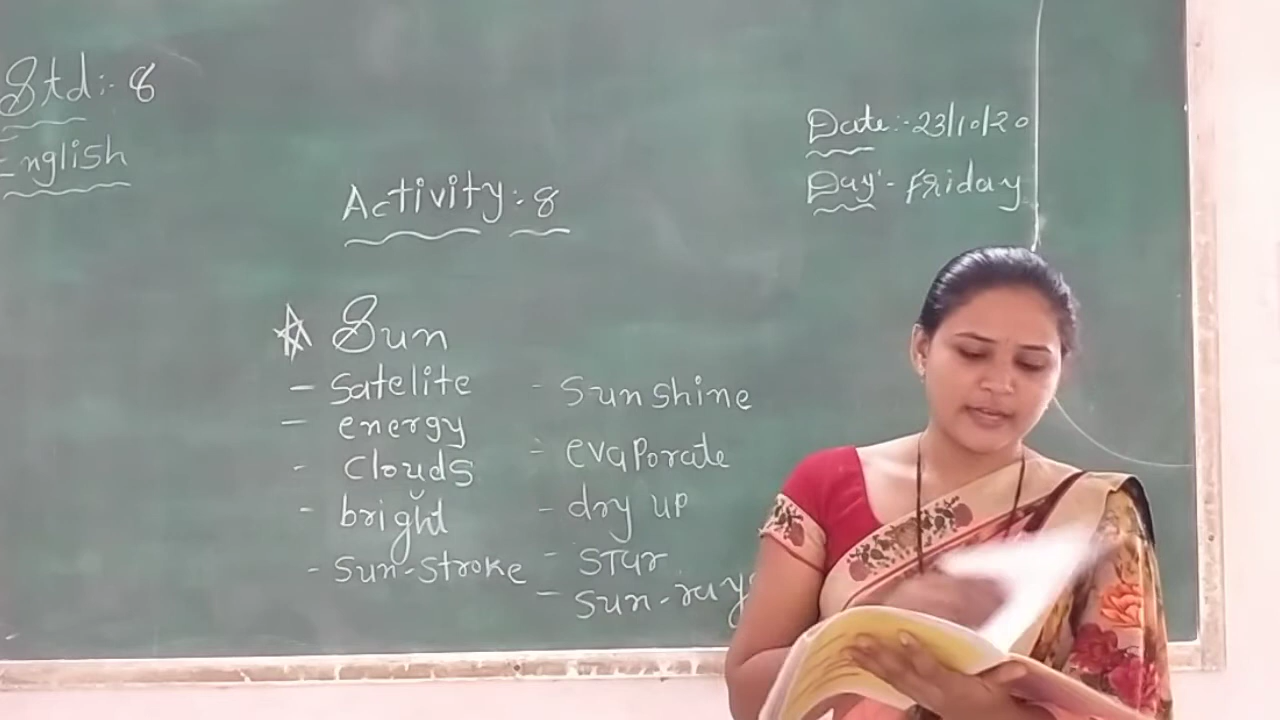 Std:- 8
English
Date:- 23/10/20
Day:- Friday
Activity:- 8
Sun
- Satelite
- energy
- clouds
- bright
- Sun-stroke
- Sunshine
- evaporate
- dry up
- Star
- Sun-rays